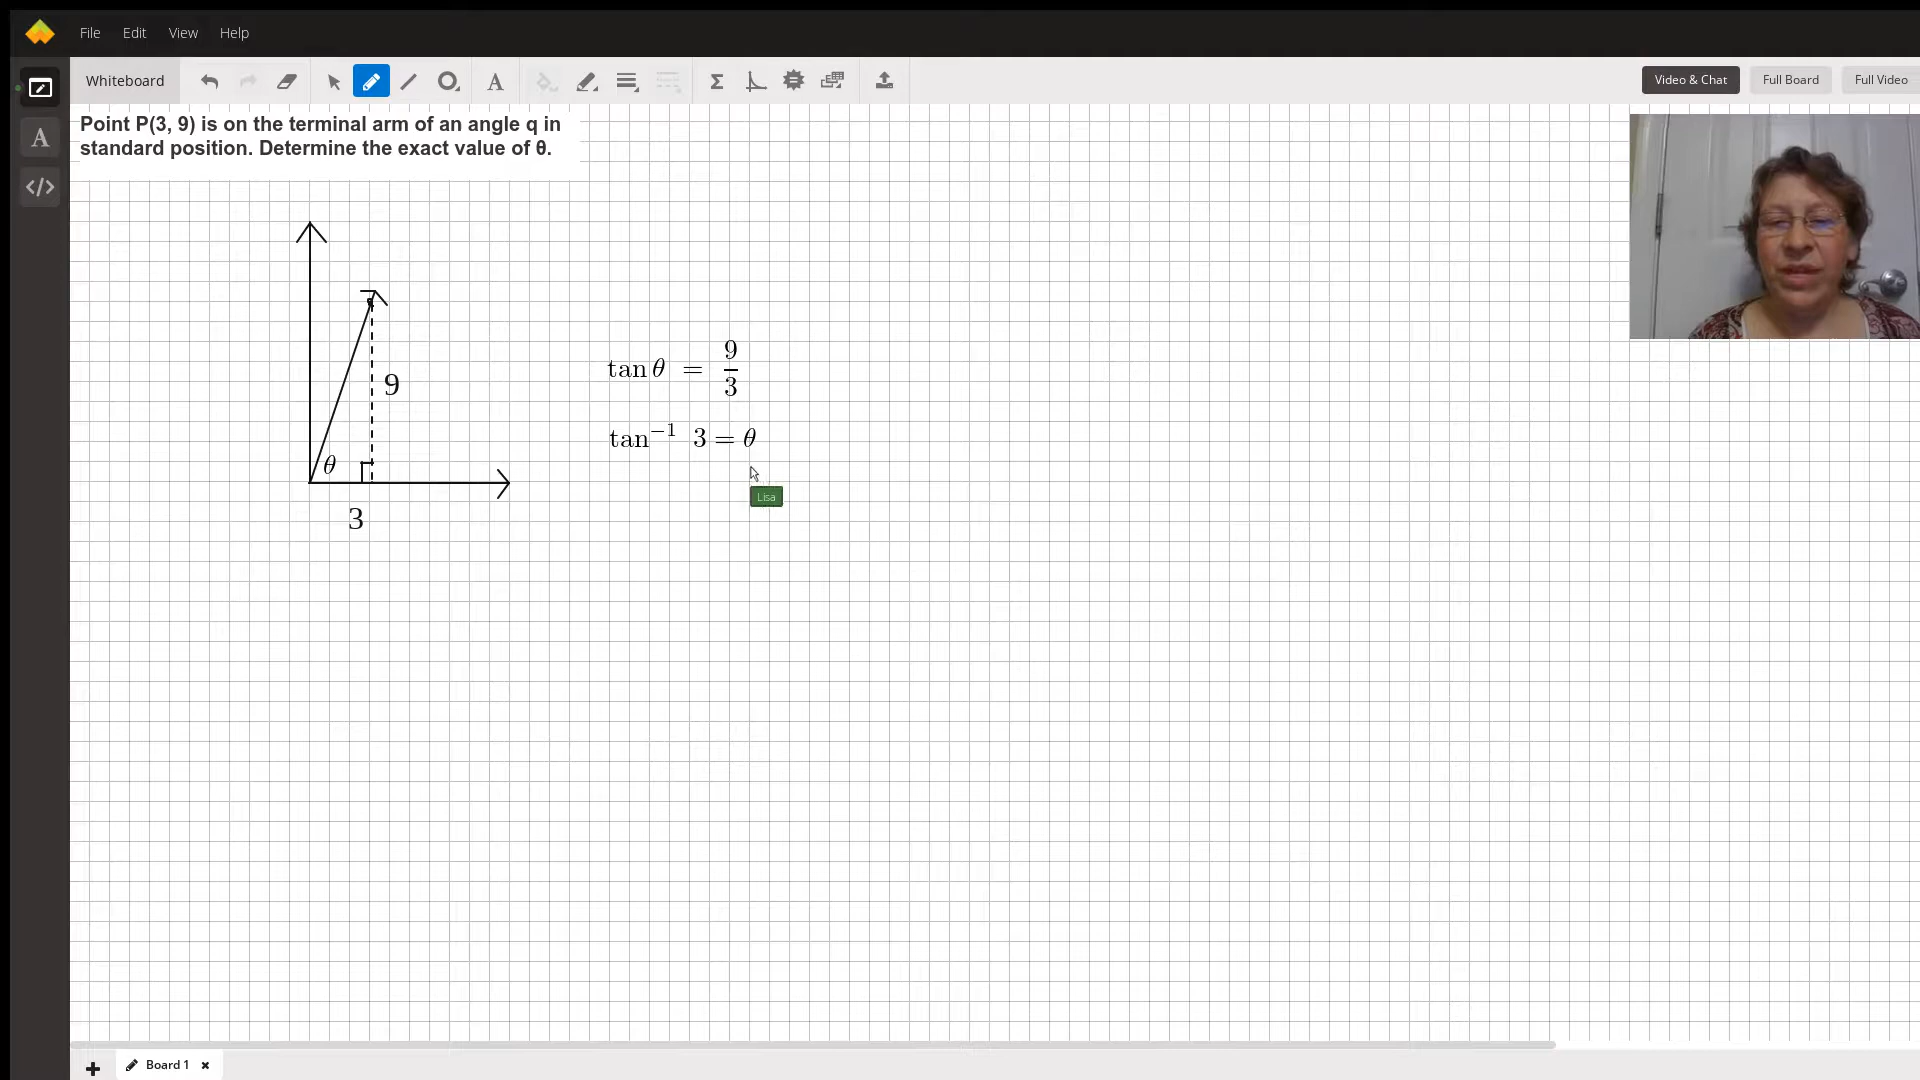 File Edit View Help
Whiteboard A Σ Video & Chat Full Board Full Video
A
</>
Point P(3, 9) is on the terminal arm of an angle q in
standard position. Determine the exact value of θ.
9
θ
3
tan θ = 9/3
tan⁻¹ 3 = θ
Lisa
+ Board 1 ×